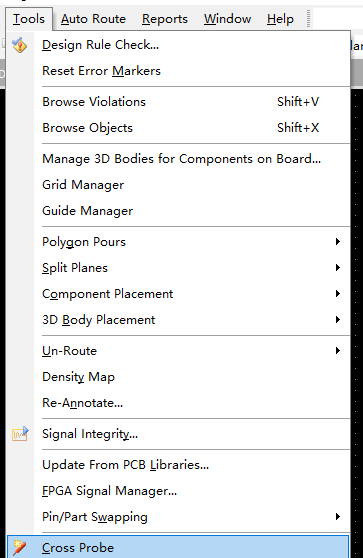 Tools Auto Route Reports Window Help
Design Rule Check...
Reset Error Markers
Browse Violations Shift+V
Browse Objects Shift+X
Manage 3D Bodies for Components on Board...
Grid Manager
Guide Manager
Polygon Pours
Split Planes
Component Placement
3D Body Placement
Un-Route
Density Map
Re-Annotate...
Signal Integrity...
Update From PCB Libraries...
FPGA Signal Manager...
Pin/Part Swapping
Cross Probe